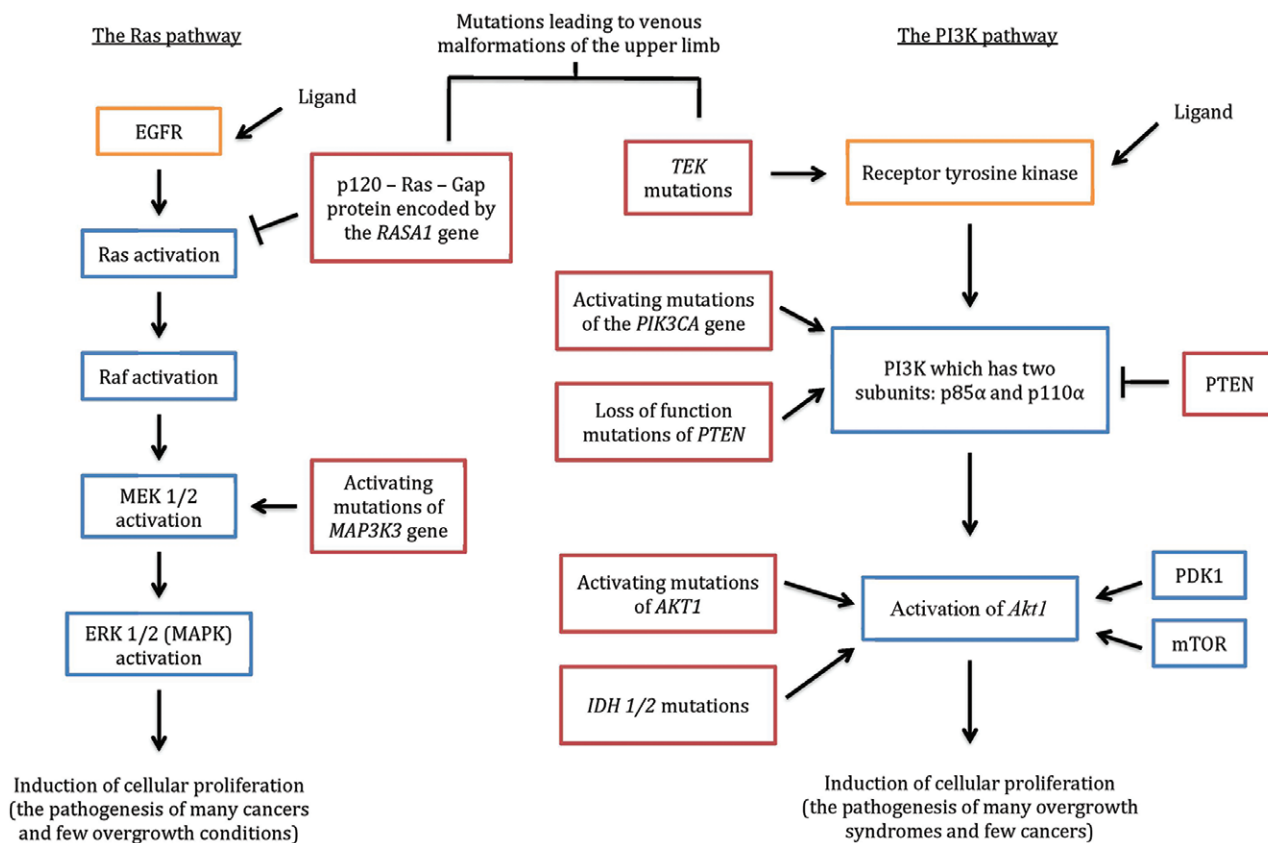 The Ras pathway
Mutations leading to venous
malformations of the upper limb
The PI3K pathway
Ligand
EGFR
p120 – Ras – Gap
protein encoded by
the RASA1 gene
Ras activation
Raf activation
MEK 1/2
activation
Activating
mutations of
MAP3K3 gene
ERK 1/2 (MAPK)
activation
Induction of cellular proliferation
(the pathogenesis of many cancers
and few overgrowth conditions)
TEK
mutations
Ligand
Receptor tyrosine kinase
Activating mutations
of the PIK3CA gene
Loss of function
mutations of PTEN
PI3K which has two
subunits: p85α and p110α
PTEN
Activating mutations
of AKT1
IDH 1/2 mutations
Activation of Akt1
PDK1
mTOR
Induction of cellular proliferation
(the pathogenesis of many overgrowth
syndromes and few cancers)